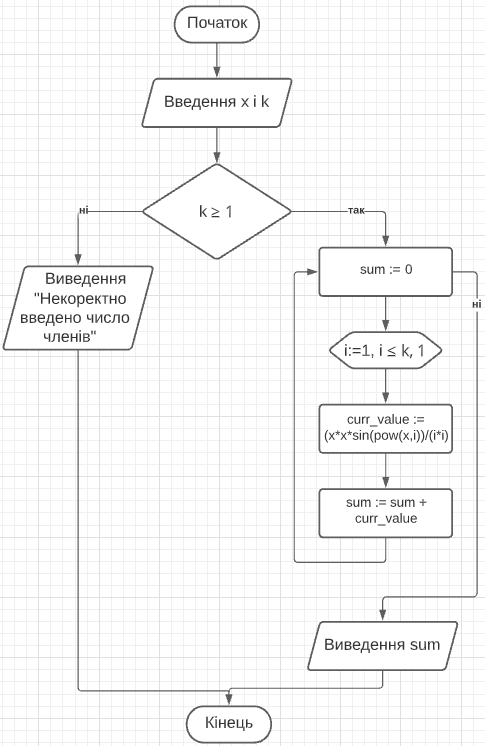 Початок
Введення х і k
k ≥ 1
ні
так
Виведення
"Некоректно
введено число
членів"
sum := 0
ні
i:=1, i ≤ k, 1
curr_value :=
(x*x*sin(pow(x,i))/(i*i)
sum := sum +
curr_value
Виведення sum
Кінець